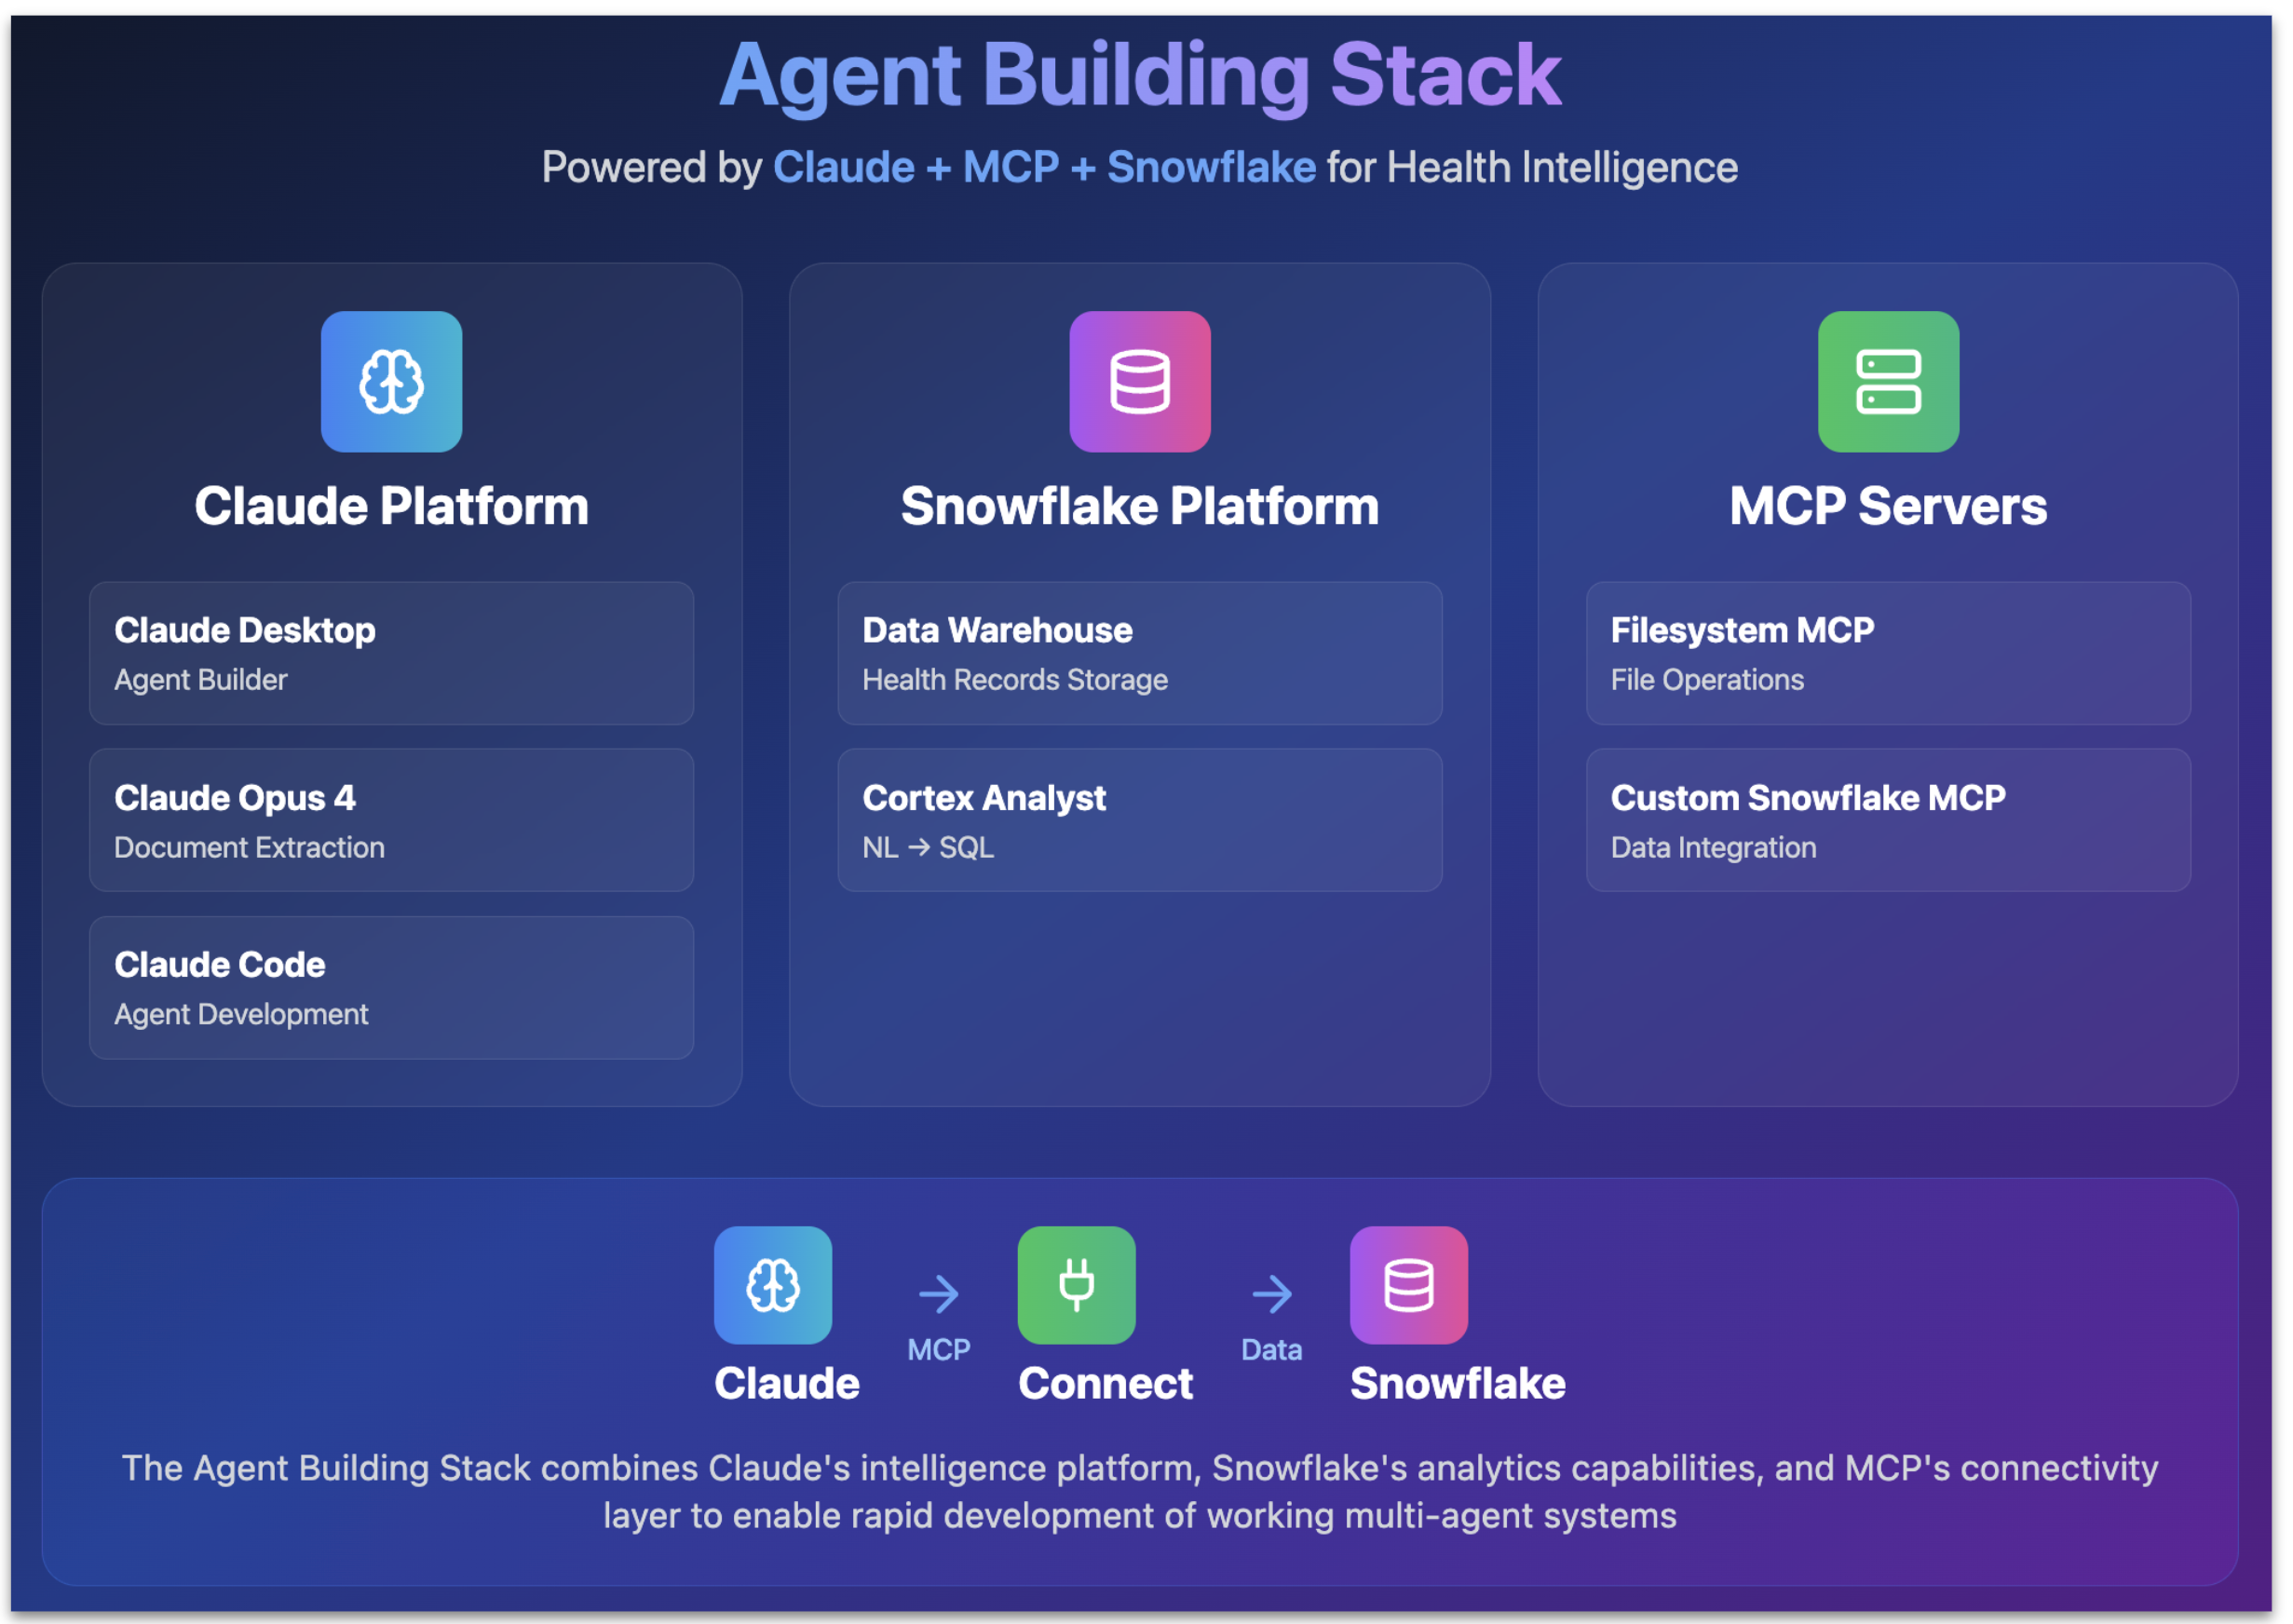 Agent Building Stack
Powered by Claude + MCP + Snowflake for Health Intelligence
Claude Platform
Claude Desktop
Agent Builder
Claude Opus 4
Document Extraction
Claude Code
Agent Development
Snowflake Platform
Data Warehouse
Health Records Storage
Cortex Analyst
NL → SQL
MCP Servers
Filesystem MCP
File Operations
Custom Snowflake MCP
Data Integration
Claude
MCP
Connect
Data
Snowflake
The Agent Building Stack combines Claude's intelligence platform, Snowflake's analytics capabilities, and MCP's connectivity
layer to enable rapid development of working multi-agent systems